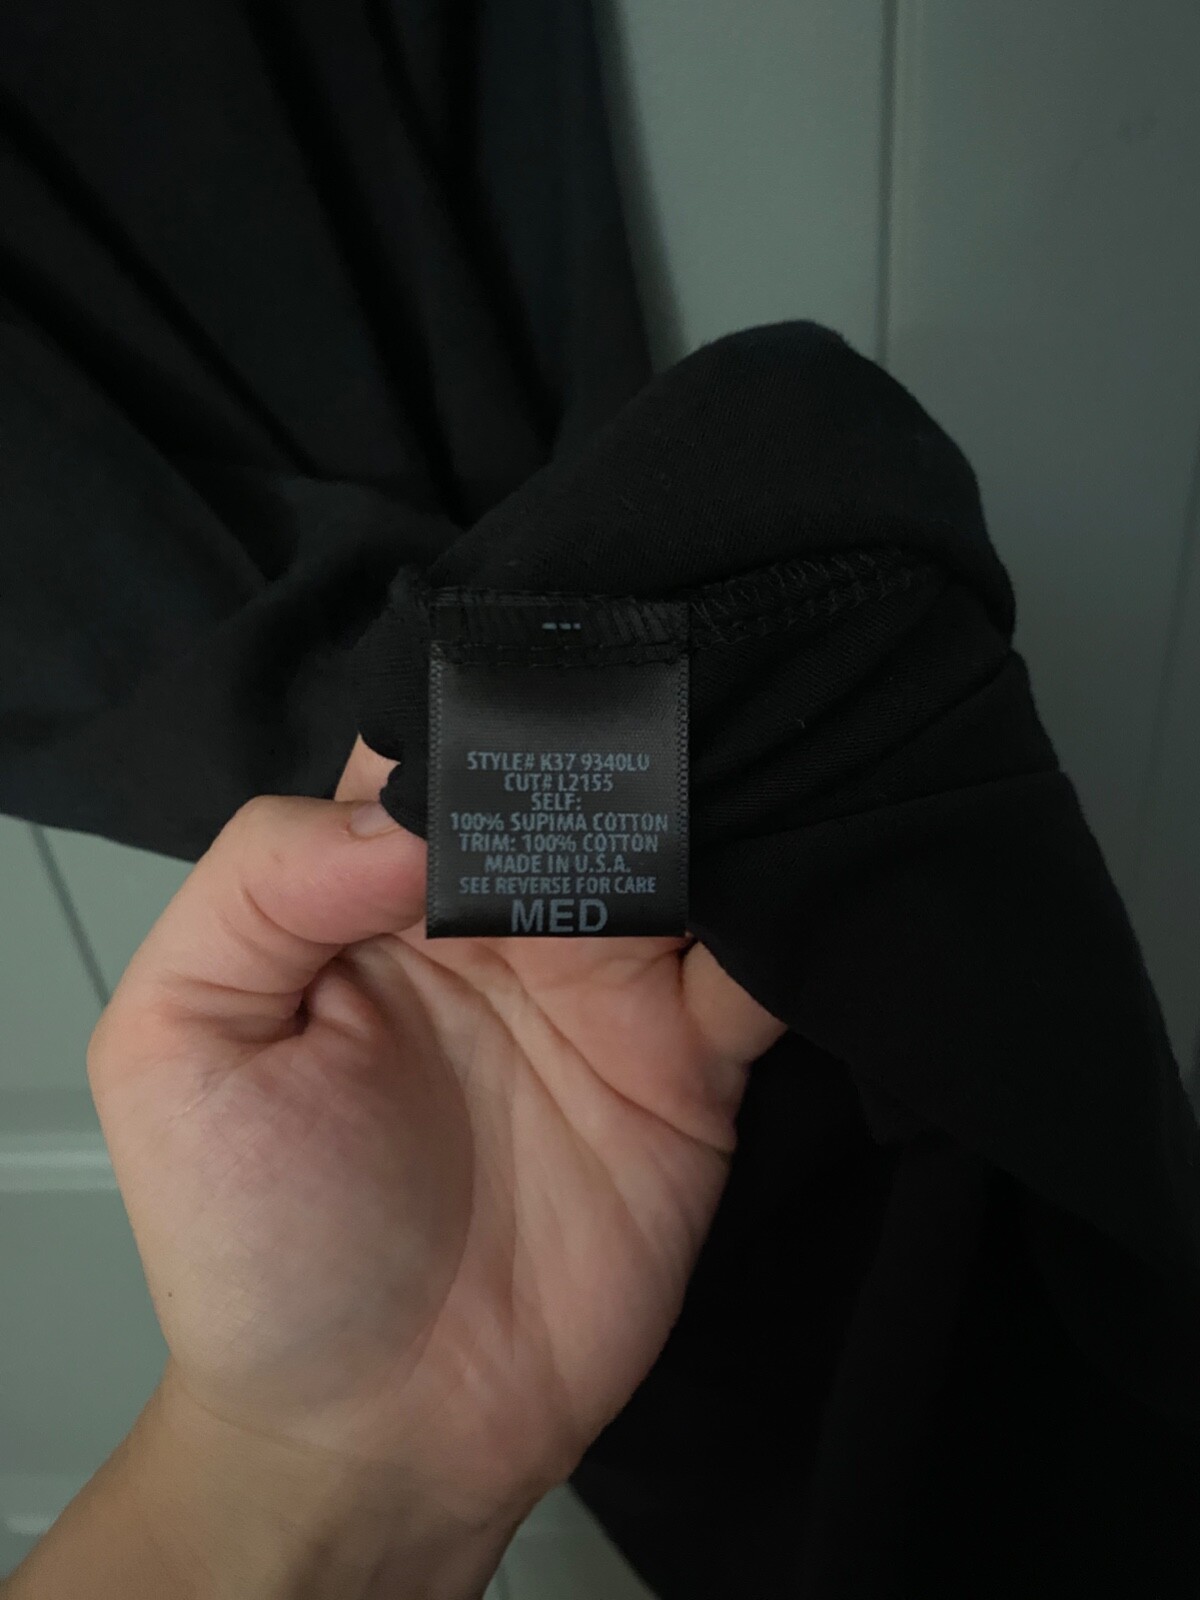 STYLE# K37 9340LU
CUT# L2155
SELF:
100% SUPIMA COTTON
TRIM: 100% COTTON
MADE IN U.S.A.
SEE REVERSE FOR CARE
MED